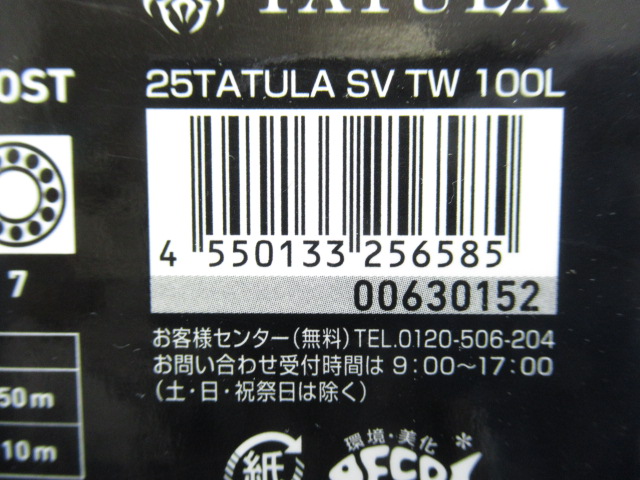 TATULA
0ST
25TATULA SV TW 100L
4 550133 256585
7
00630152
お客様センター(無料)TEL.0120-506-204
お問い合わせ受付時間は 9:00~17:00
50m
(土・日・祝祭日は除く)
10m
環境・美化
紙